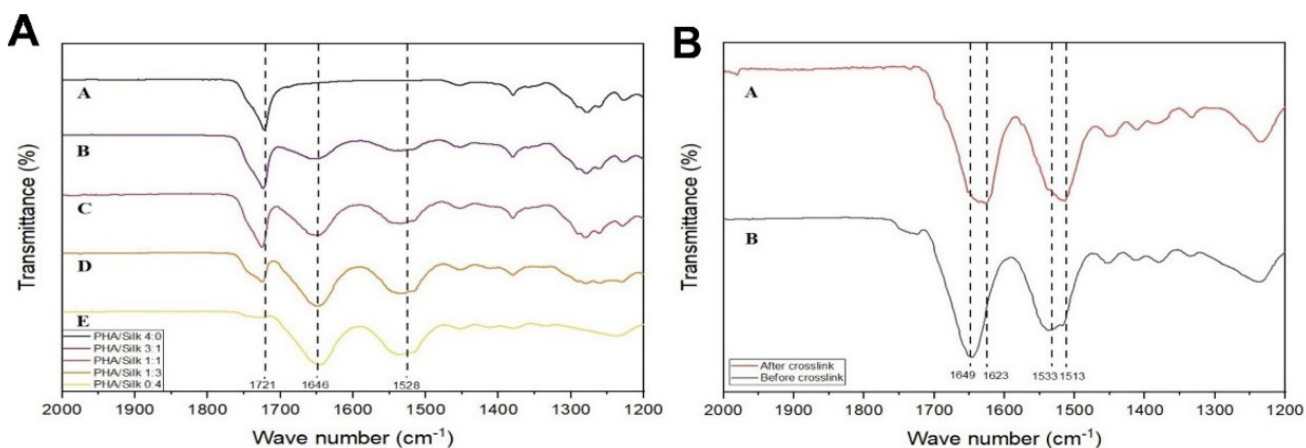 A
Transmittance (%)
A
B
C
D
E
PHA/Silk 4:0
PHA/Silk 3:1
PHA/Silk 1:1
PHA/Silk 1:3
PHA/Silk 0:4
1721
1646
1528
2000 1900 1800 1700 1600 1500 1400 1300 1200
Wave number (cm⁻¹)
B
Transmittance (%)
A
B
After crosslink
Before crosslink
1649
1623
1533
1513
2000 1900 1800 1700 1600 1500 1400 1300 1200
Wave number (cm⁻¹)